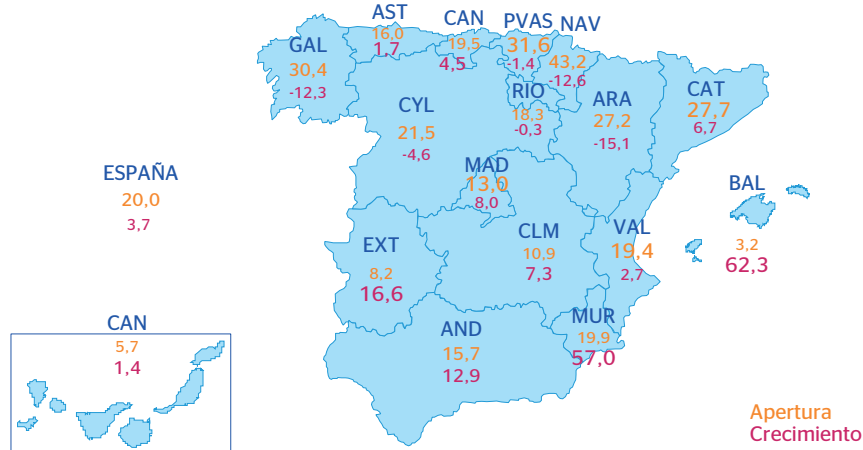 AST
16,0
1,7
CAN
19,5
4,5
PVAS
31,6
-1,4
NAV
43,2
-12,6
GAL
30,4
-12,3
RIO
18,3
-0,3
ARA
27,2
-15,1
CAT
27,7
6,7
CYL
21,5
-4,6
MAD
13,0
8,0
ESPAÑA
20,0
3,7
BAL
3,2
62,3
EXT
8,2
16,6
CLM
10,9
7,3
VAL
19,4
2,7
CAN
5,7
1,4
AND
15,7
12,9
MUR
19,9
57,0
Apertura
Crecimiento